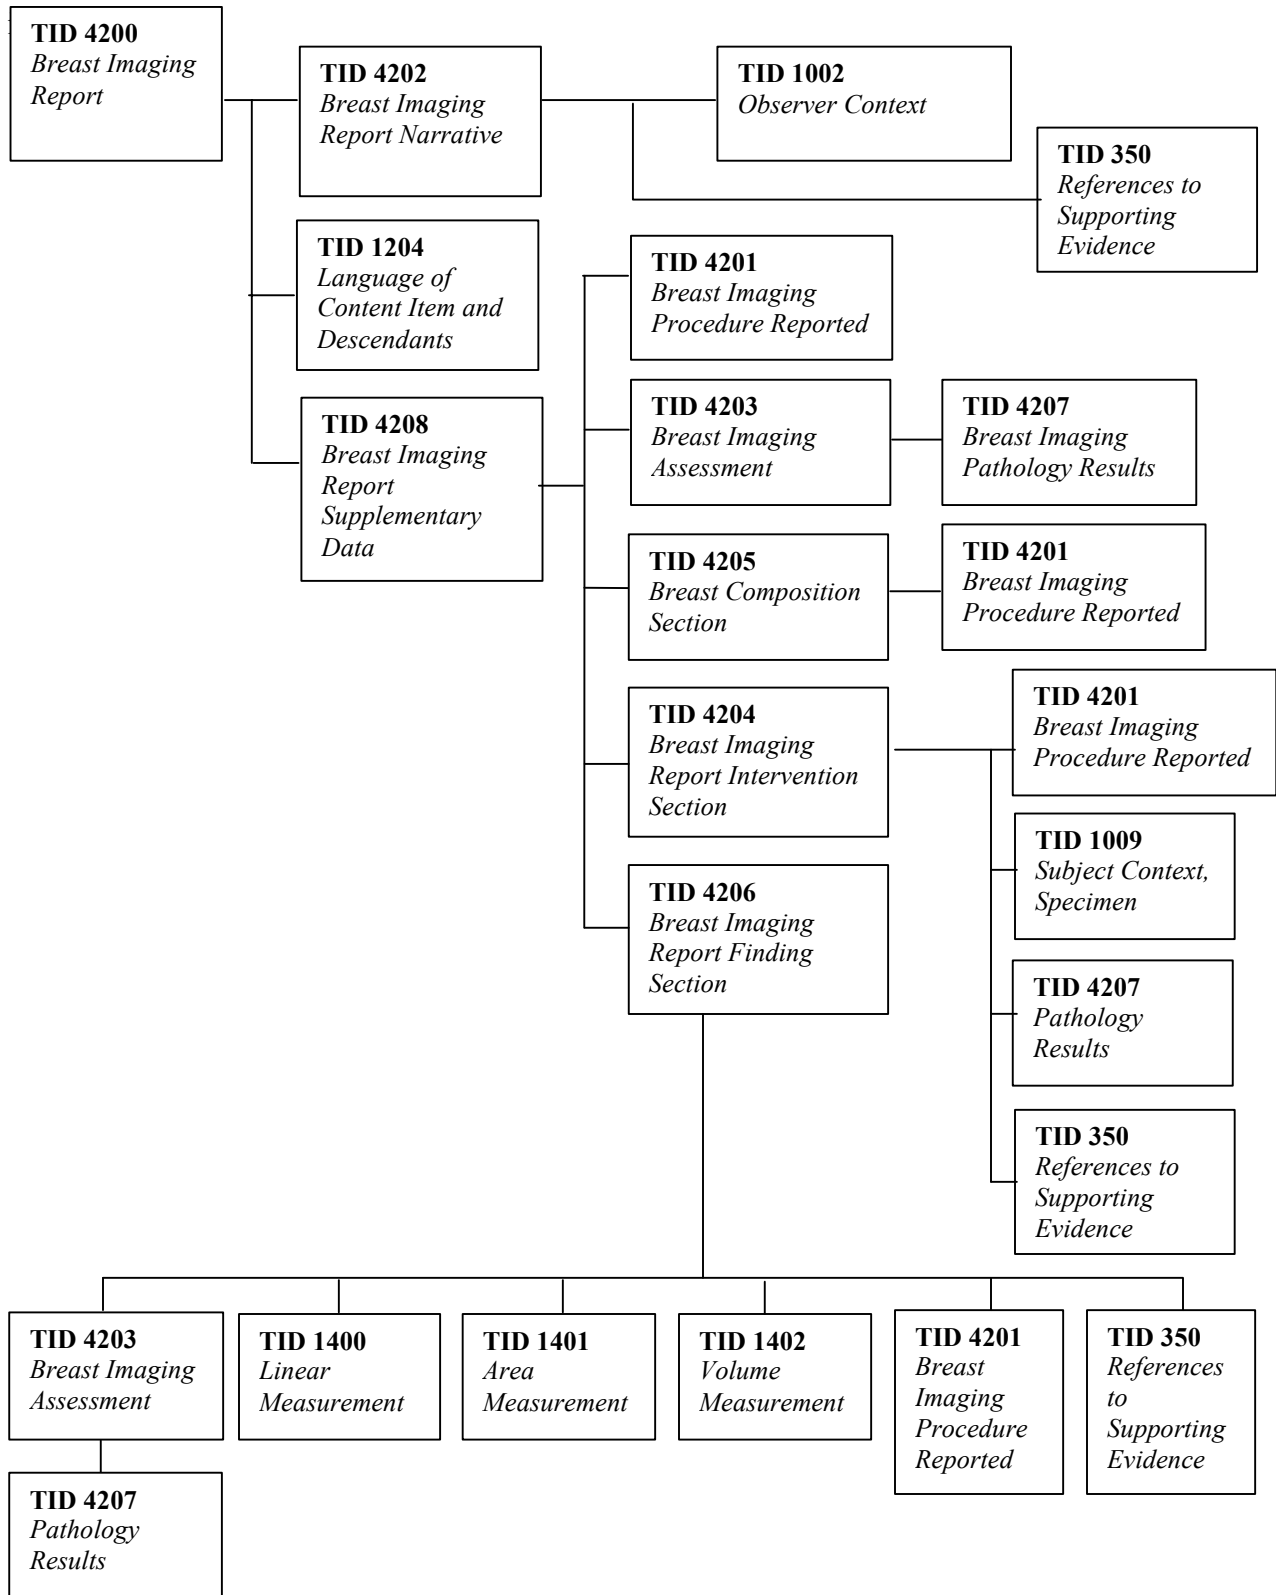 TID 4200
Breast Imaging
Report
TID 4202
Breast Imaging
Report Narrative
TID 1002
Observer Context
TID 350
References to
Supporting
Evidence
TID 1204
Language of
Content Item and
Descendants
TID 4201
Breast Imaging
Procedure Reported
TID 4208
Breast Imaging
Report
Supplementary
Data
TID 4203
Breast Imaging
Assessment
TID 4207
Breast Imaging
Pathology Results
TID 4205
Breast Composition
Section
TID 4201
Breast Imaging
Procedure Reported
TID 4204
Breast Imaging
Report Intervention
Section
TID 4201
Breast Imaging
Procedure Reported
TID 1009
Subject Context,
Specimen
TID 4206
Breast Imaging
Report Finding
Section
TID 4207
Pathology
Results
TID 350
References to
Supporting
Evidence
TID 4203
Breast Imaging
Assessment
TID 1400
Linear
Measurement
TID 1401
Area
Measurement
TID 1402
Volume
Measurement
TID 4201
Breast
Imaging
Procedure
Reported
TID 350
References
to
Supporting
Evidence
TID 4207
Pathology
Results